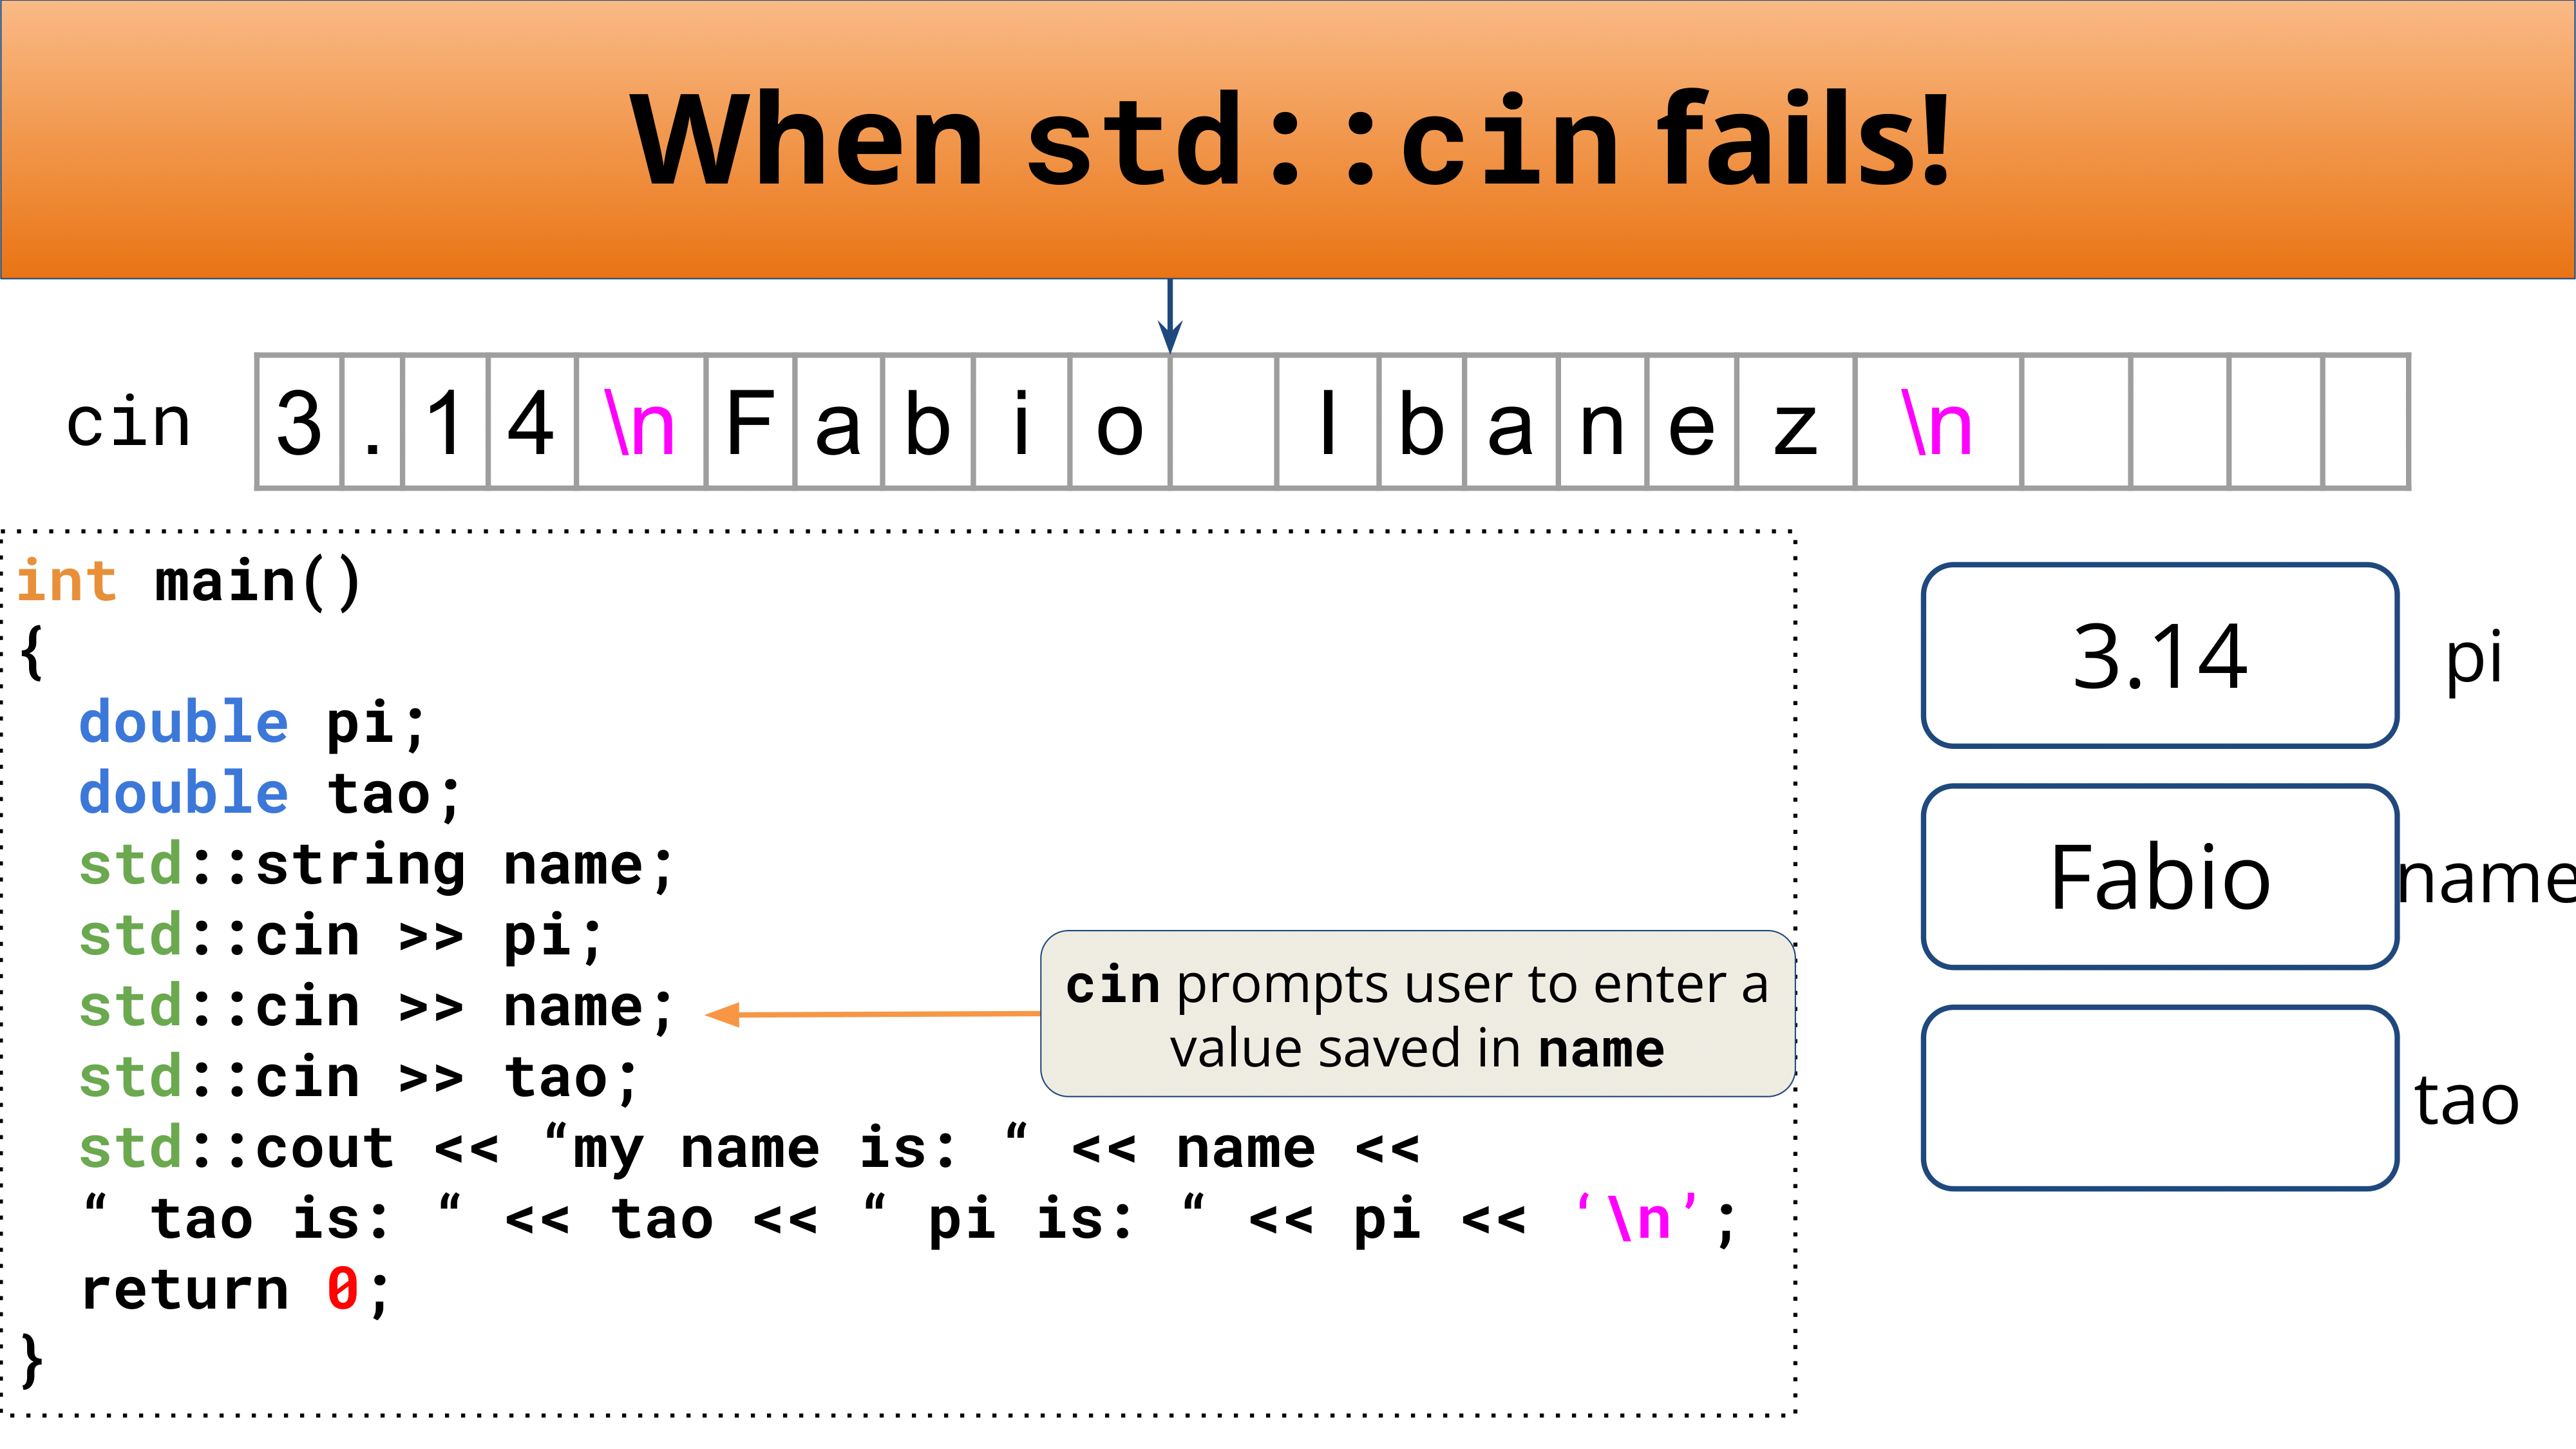 When std::cin fails!
cin 3 . 1 4 \n F a b i o I b a n e z \n
int main()
{
double pi;
double tao;
std::string name;
std::cin >> pi;
std::cin >> name;
std::cin >> tao;
std::cout << “my name is: “ << name <<
“ tao is: “ << tao << “ pi is: “ << pi << ‘\n’;
return 0;
}
cin prompts user to enter a
value saved in name
3.14 pi
Fabio name
tao